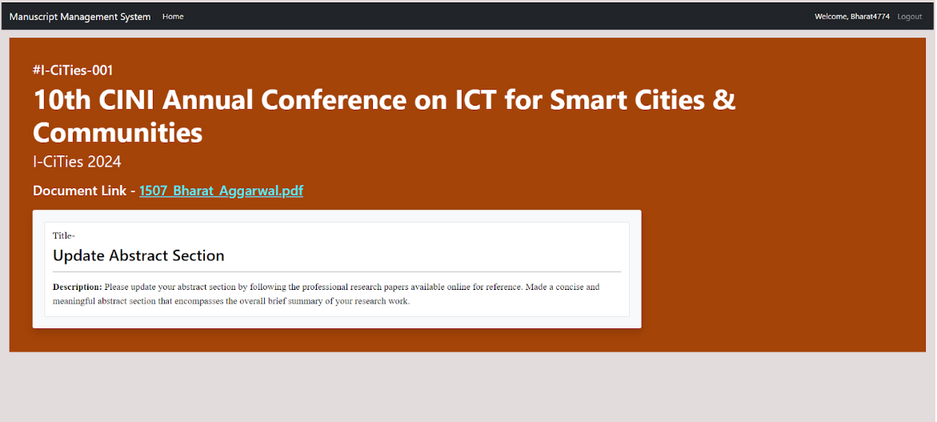 Manuscript Management System Home Welcome, Bharat4774 Logout
#I-CiTies-001
10th CINI Annual Conference on ICT for Smart Cities &
Communities
I-CiTies 2024
Document Link - 1507_Bharat_Aggarwal.pdf
Title-
Update Abstract Section
Description: Please update your abstract section by following the professional research papers available online for reference. Made a concise and
meaningful abstract section that encompasses the overall brief summary of your research work.